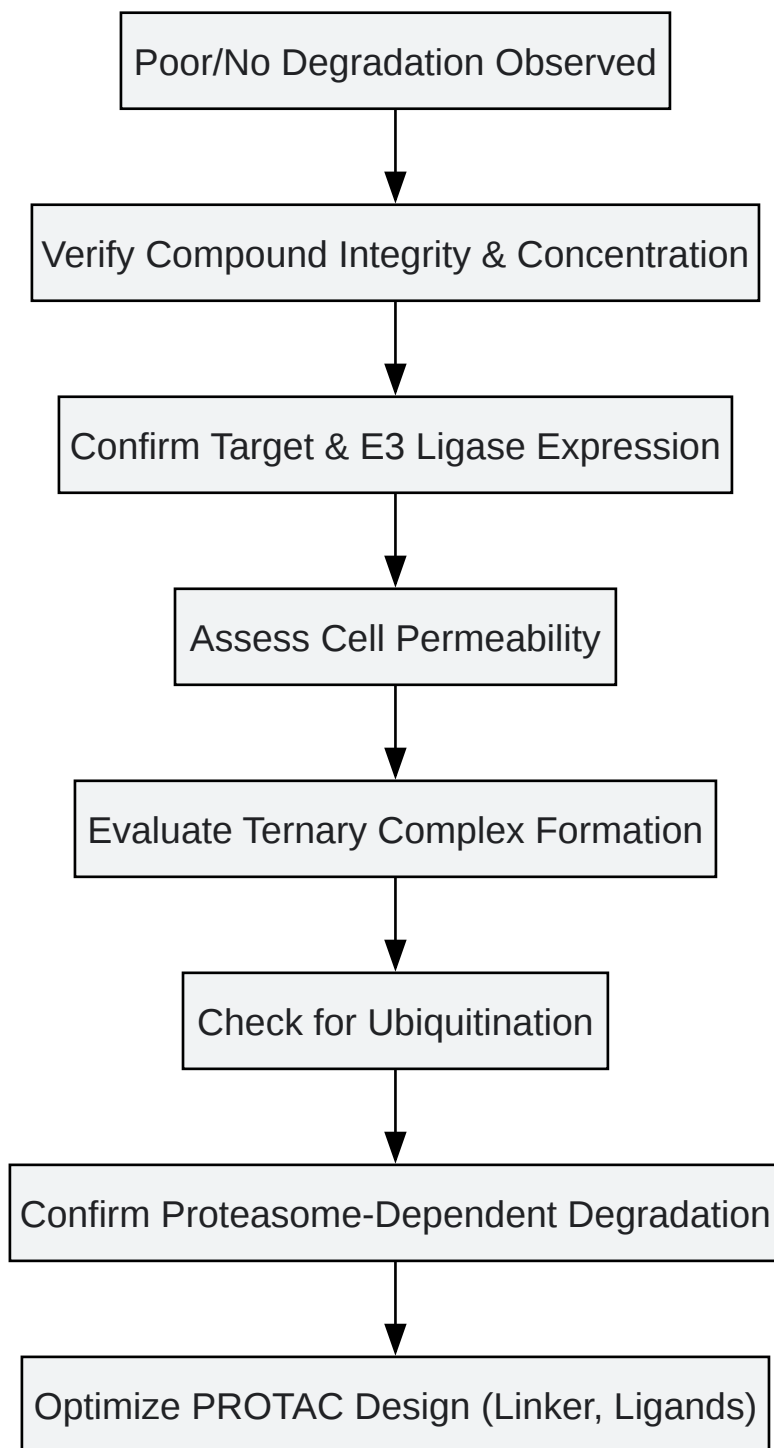 Poor/No Degradation Observed
Verify Compound Integrity & Concentration
Confirm Target & E3 Ligase Expression
Assess Cell Permeability
Evaluate Ternary Complex Formation
Check for Ubiquitination
Confirm Proteasome-Dependent Degradation
Optimize PROTAC Design (Linker, Ligands)